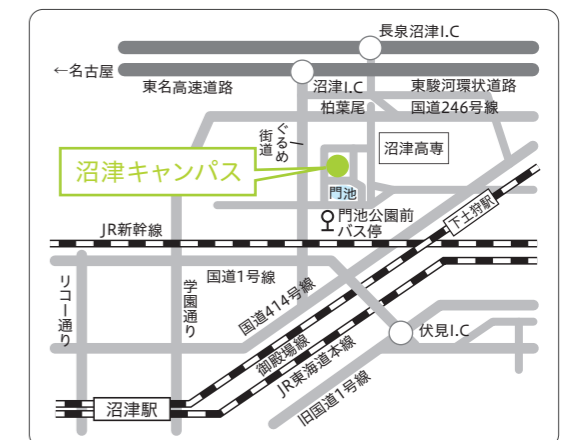 長泉沼津I.C
←名古屋
東名高速道路
沼津I.C
東駿河環状道路
柏葉尾
国道246号線
ぐるめ街道
沼津高専
沼津キャンパス
門池
門池公園前
バス停
下土狩駅
JR新幹線
国道1号線
リコー通り
学園通り
国道414号線
伏見I.C
御殿場線
JR東海道本線
旧国道1号線
沼津駅